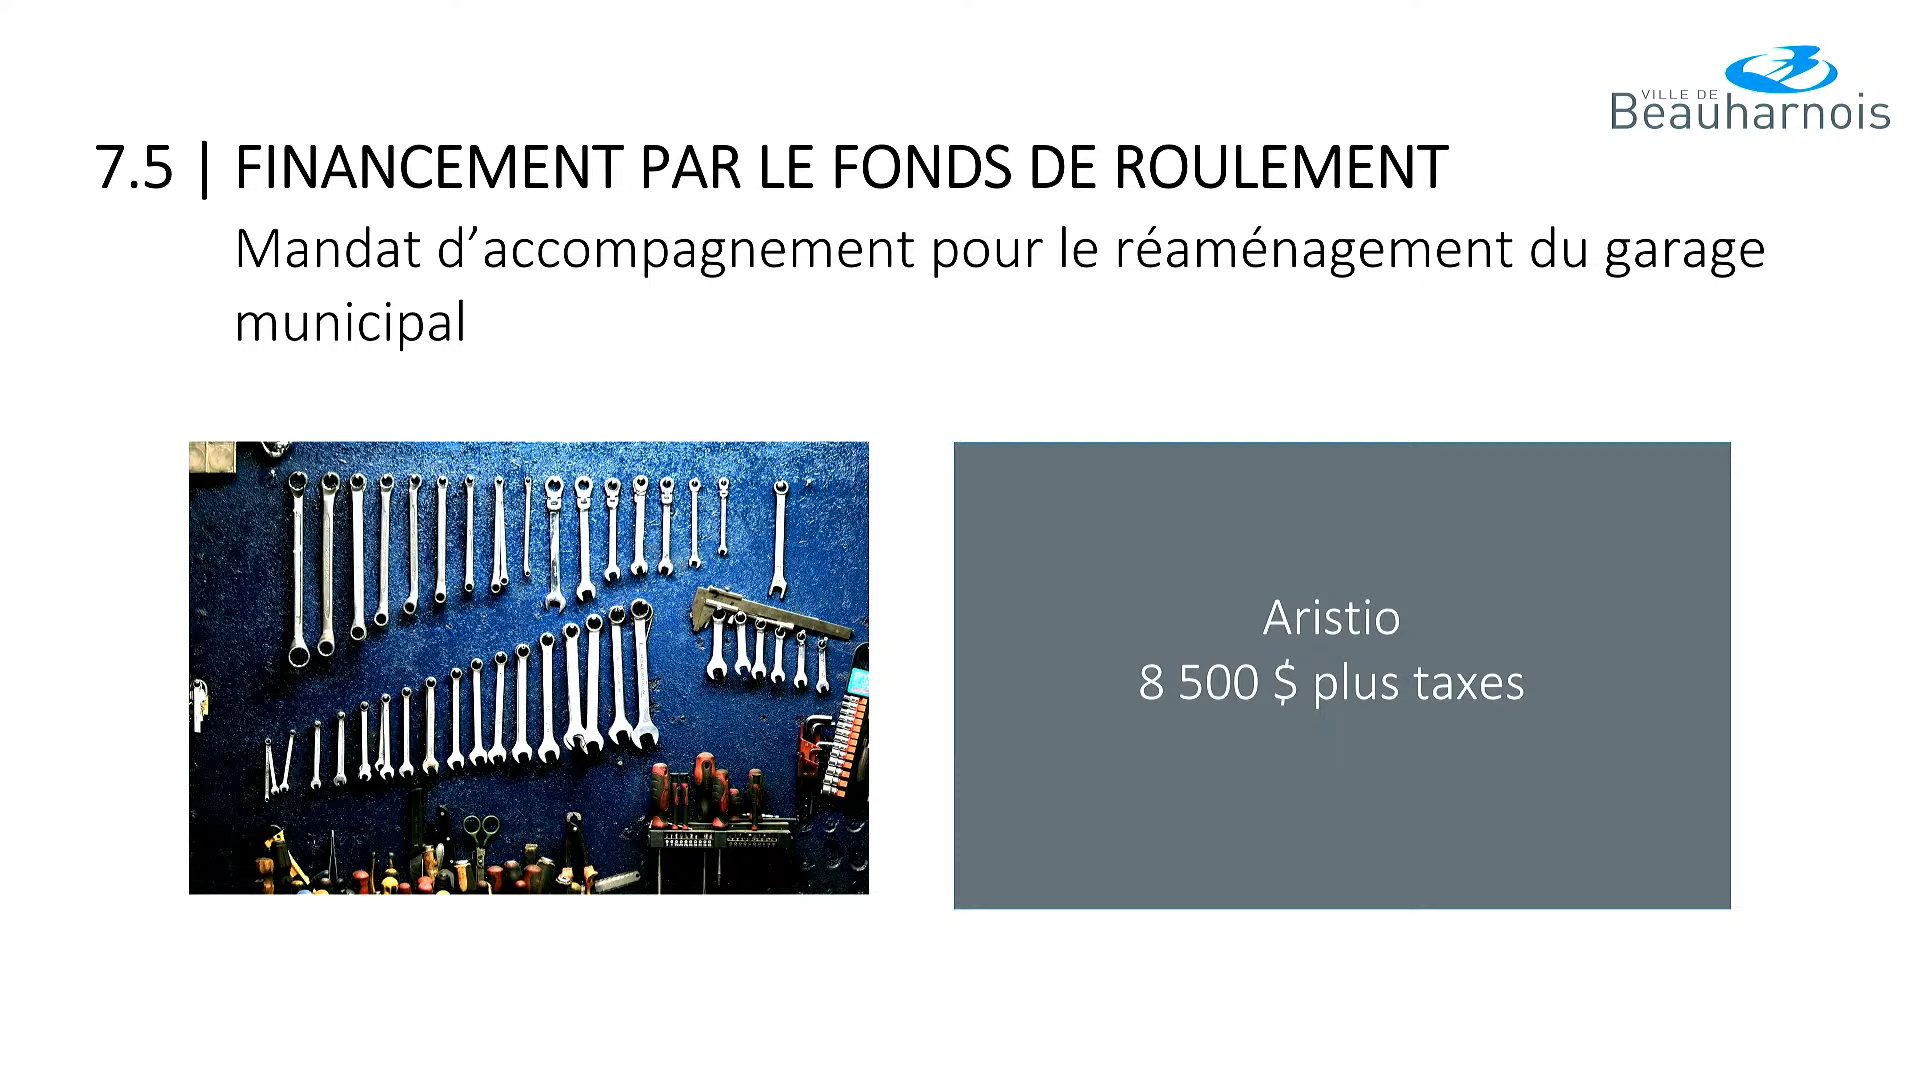 VILLE DE
Beauharnois
7.5 | FINANCEMENT PAR LE FONDS DE ROULEMENT
Mandat d’accompagnement pour le réaménagement du garage
municipal
Aristio
8 500 $ plus taxes